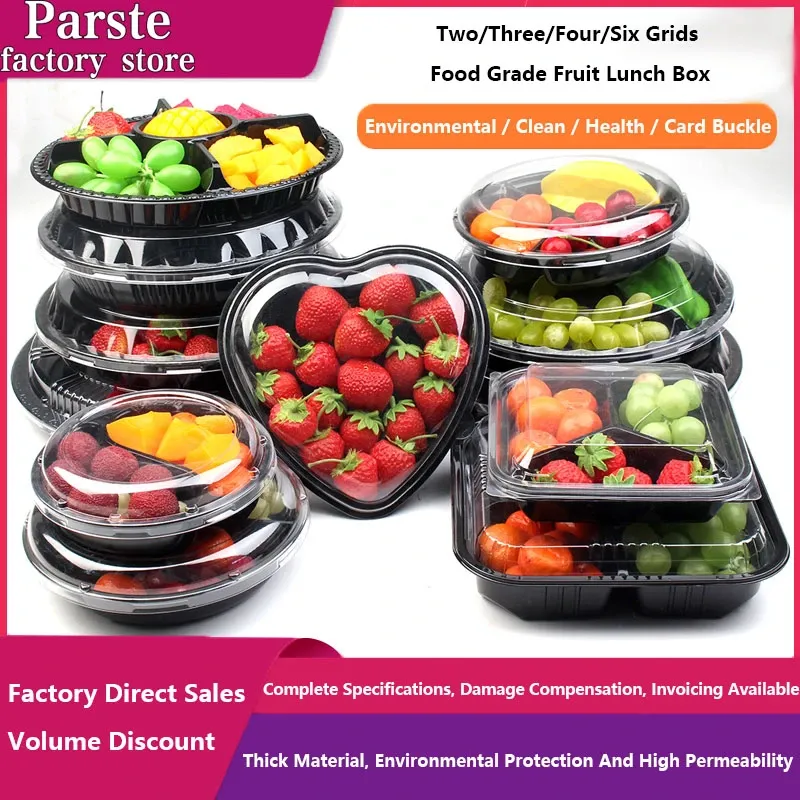 Parste
factory store
Two/Three/Four/Six Grids
Food Grade Fruit Lunch Box
Environmental / Clean / Health / Card Buckle
Factory Direct Sales
Volume Discount
Complete Specifications, Damage Compensation, Invoicing Available
Thick Material, Environmental Protection And High Permeability